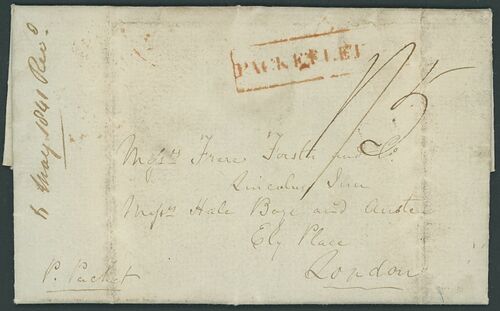 h May 1841 Recd
PACKET LET
1/5
Messrs Frere Forster and Co
Lincolns Inn
Messrs Hale Boys and Austen
Ely Place
London
P. Packet